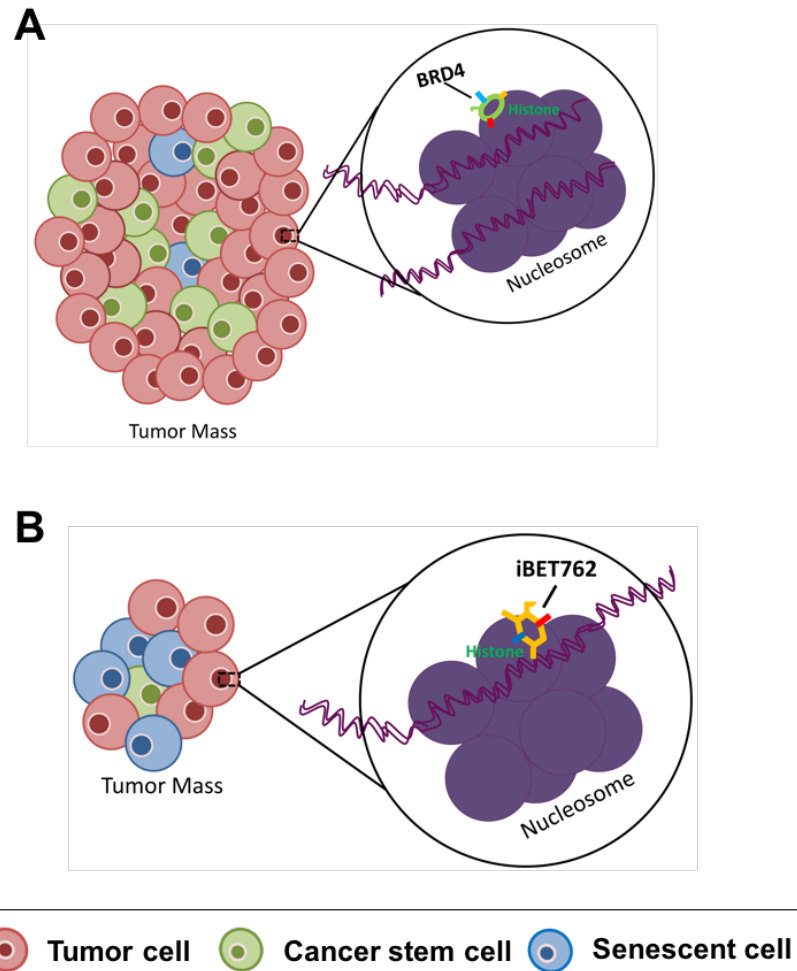 A
BRD4
Histone
Nucleosome
Tumor Mass
B
iBET762
Histone
Nucleosome
Tumor Mass
Tumor cell Cancer stem cell Senescent cell